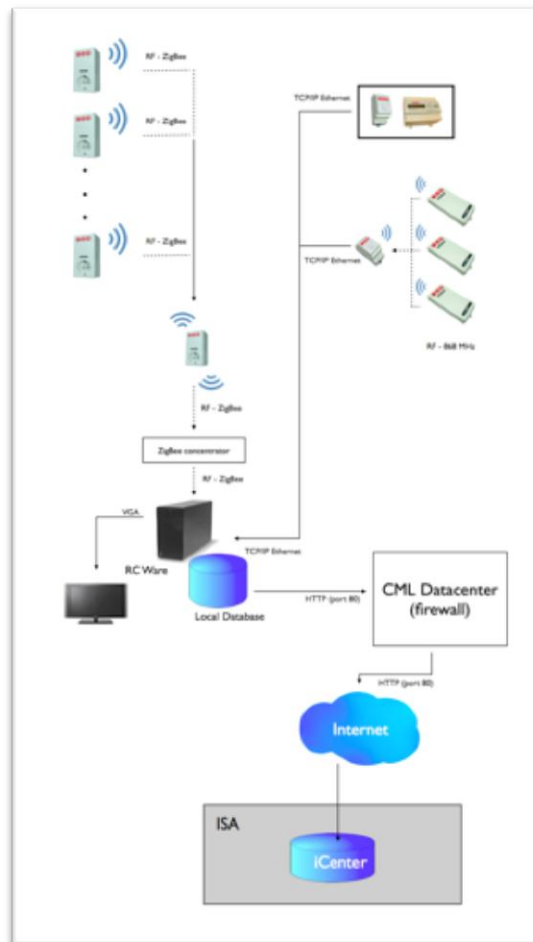 RF - ZigBee
TCP/IP Ethernet
RF - ZigBee
RF - ZigBee
TCP/IP Ethernet
RF - 868 MHz
RF - ZigBee
ZigBee concentrator
RF - ZigBee
VGA
RC Ware
TCP/IP Ethernet
Local Database
HTTP (port 80)
CML Datacenter
(firewall)
HTTP (port 80)
Internet
ISA
iCenter